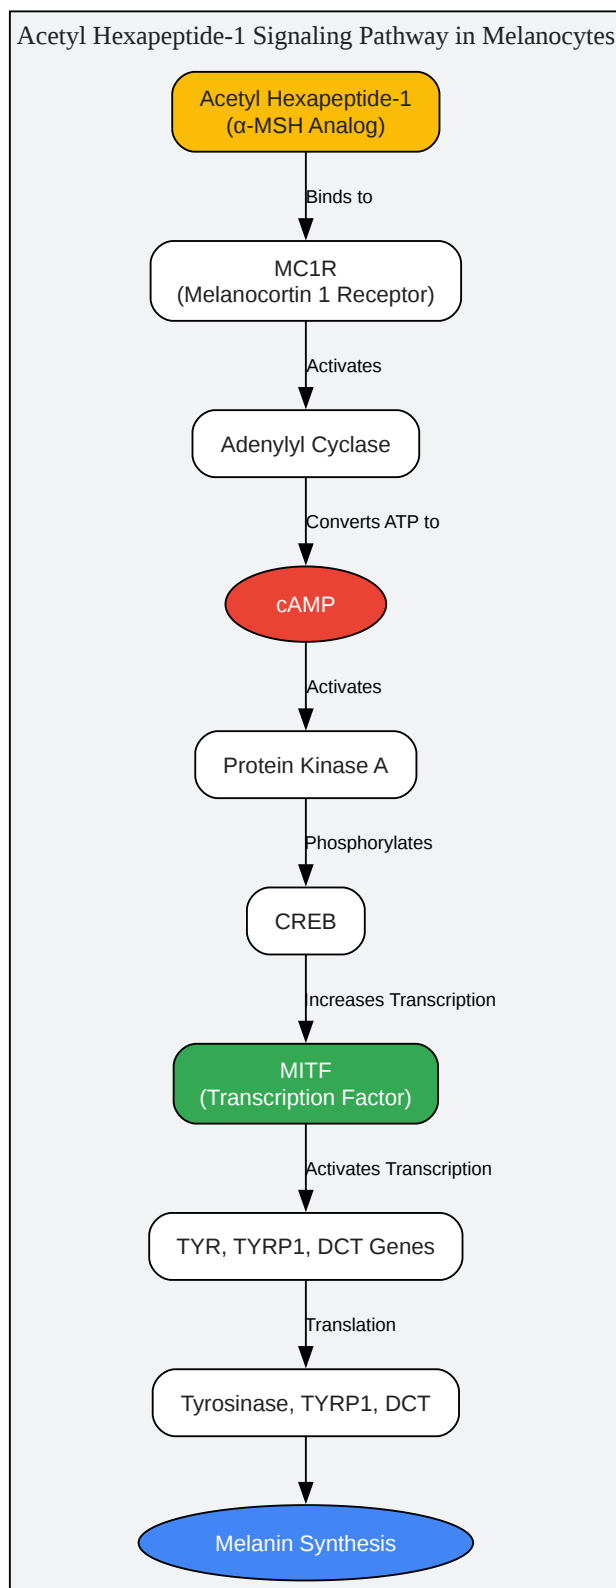 Acetyl Hexapeptide-1 Signaling Pathway in Melanocytes
Acetyl Hexapeptide-1
(α-MSH Analog)
Binds to
MC1R
(Melanocortin 1 Receptor)
Activates
Adenylyl Cyclase
Converts ATP to
cAMP
Activates
Protein Kinase A
Phosphorylates
CREB
Increases Transcription
MITF
(Transcription Factor)
Activates Transcription
TYR, TYRP1, DCT Genes
Translation
Tyrosinase, TYRP1, DCT
Melanin Synthesis